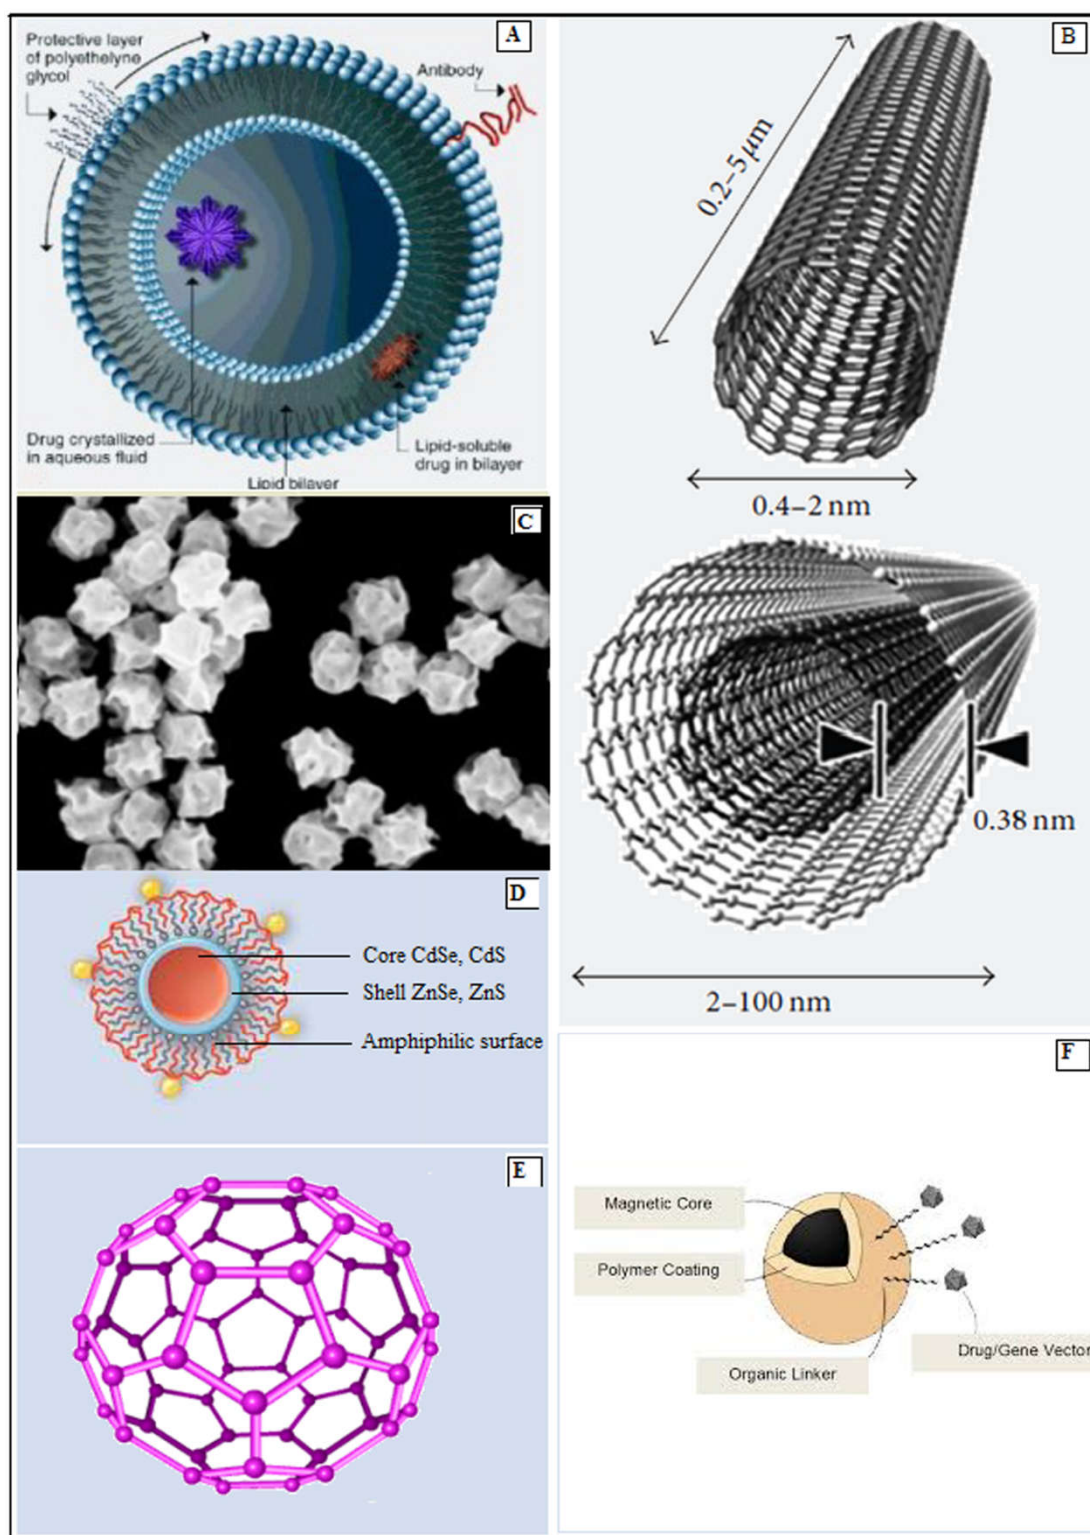 A
Protective layer
of polyethelyne
glycol
Antibody
Drug crystallized
in aqueous fluid
Lipid bilaver
Lipid-soluble
drug in bilayer
B
0.2–5 μm
0.4–2 nm
0.38 nm
2–100 nm
C
D
Core CdSe, CdS
Shell ZnSe, ZnS
Amphiphilic surface
E
F
Magnetic Core
Polymer Coating
Organic Linker
Drug/Gene Vector